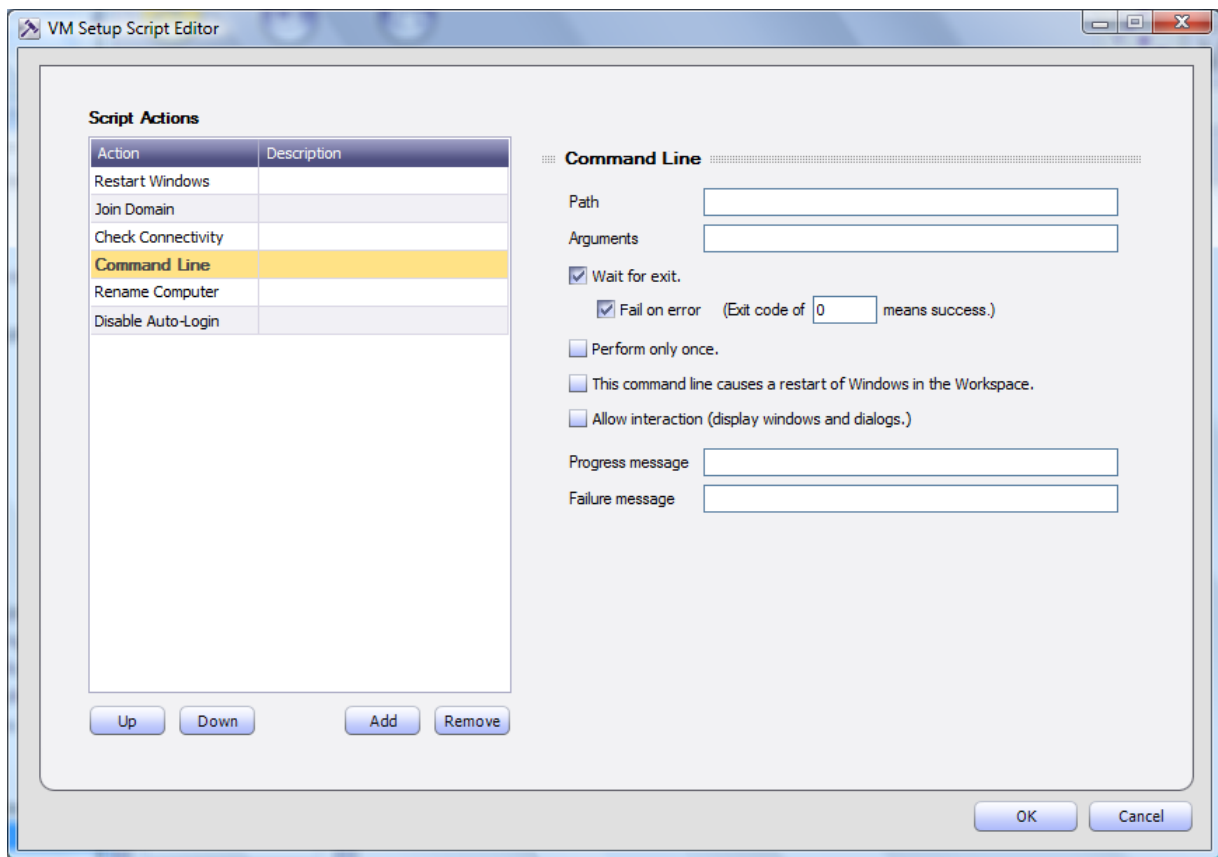 VM Setup Script Editor
Script Actions
Action Description
Restart Windows
Join Domain
Check Connectivity
Command Line
Rename Computer
Disable Auto-Login
Up Down Add Remove
Command Line
Path
Arguments
Wait for exit.
Fail on error (Exit code of 0 means success.)
Perform only once.
This command line causes a restart of Windows in the Workspace.
Allow interaction (display windows and dialogs.)
Progress message
Failure message
OK Cancel